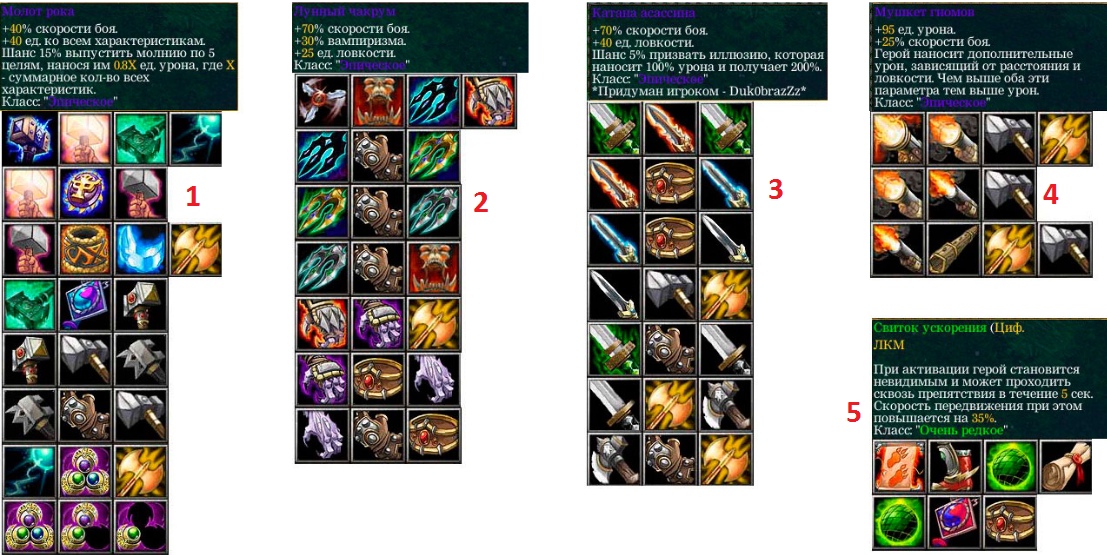 Молот рока
+40% скорости боя.
+40 ед. ко всем характеристикам.
Шанс 15% выпустить молнию по 5
целям, нанося им 0.8X ед. урона, где X
- суммарное кол-во всех
характеристик.
Класс: "Эпическое"
1
Лунный чакрум
+70% скорости боя.
+30% вампиризма.
+25 ед. ловкости.
Класс: "Эпическое"
2
Катана асассина
+70% скорости боя.
+40 ед. ловкости.
Шанс 5% призвать иллюзию, которая
наносит 100% урона и получает 200%.
Класс: "Эпическое"
*Придуман игроком - Duk0brazZz*
3
Мушкет гномов
+95 ед. урона.
+25% скорости боя.
Герой наносит дополнительные
урон, зависящий от расстояния и
ловкости. Чем выше оба эти
параметра тем выше урон.
Класс: "Эпическое"
4
Свиток ускорения (Циф.
ЛКМ
При активации герой становится
невидимым и может проходить
сквозь препятствия в течение 5 сек.
Скорость передвижения при этом
повышается на 35%.
Класс: "Очень редкое"
5